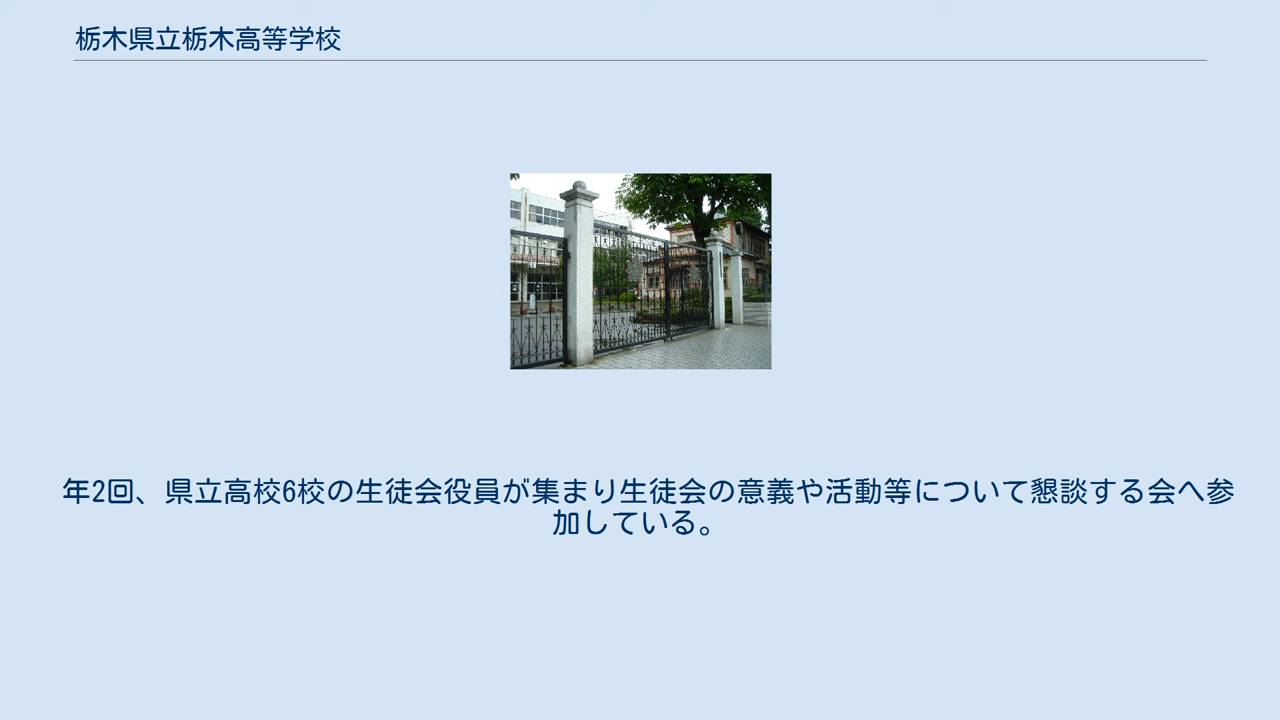 栃木県立栃木高等学校
年2回、県立高校6校の生徒会役員が集まり生徒会の意義や活動等について懇談する会へ参
加している。